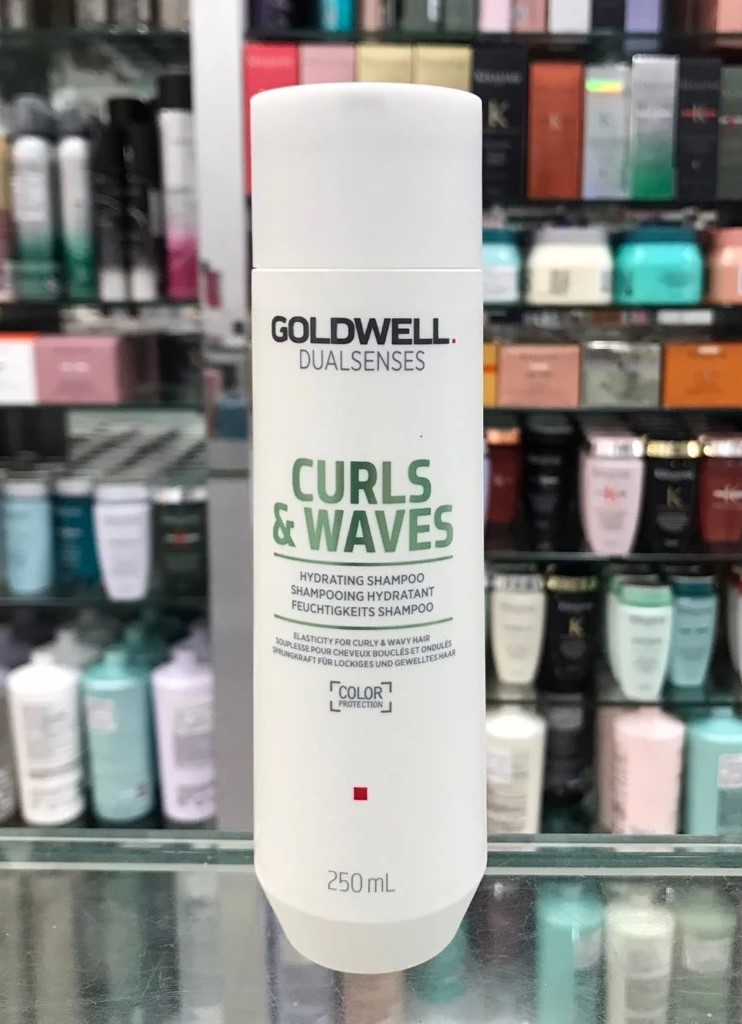 GOLDWELL.
DUALSENSES
CURLS
& WAVES
HYDRATING SHAMPOO
SHAMPOOING HYDRATANT
FEUCHTIGKEITS SHAMPOO
ELASTICITY FOR CURLY & WAVY HAIR
SOUPLESSE POUR CHEVEUX BOUCLÉS ET ONDULÉS
SPRUNGKRAFT FÜR LOCKIGES UND GEWELLTES HAAR
COLOR
PROTECTION
250 mL